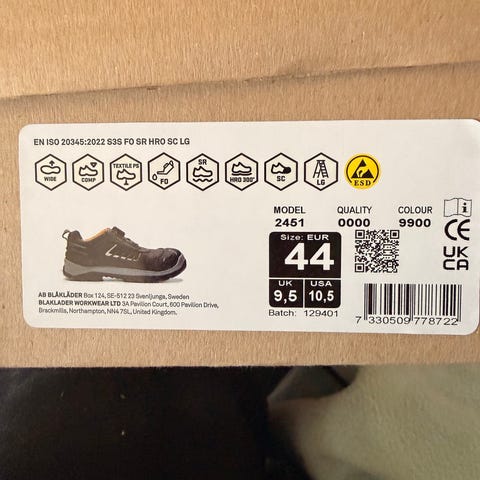 EN ISO 20345:2022 S3S FO SR HRO SC LG
WIDE
COMP
TEXTILE PS
FO
SR
HRO 300°
SC
LG
ESD
MODEL QUALITY COLOUR
2451 0000 9900
Size: EUR
44
UK USA
9,5 10,5
Batch: 129401
i
CE
UK
CA
7 330509 778722
AB BLÅKLÄDER Box 124, SE-512 23 Svenljunga, Sweden
BLAKLADER WORKWEAR LTD 3A Pavilion Court, 600 Pavilion Drive,
Brackmills, Northampton, NN4 7SL, United Kingdom.